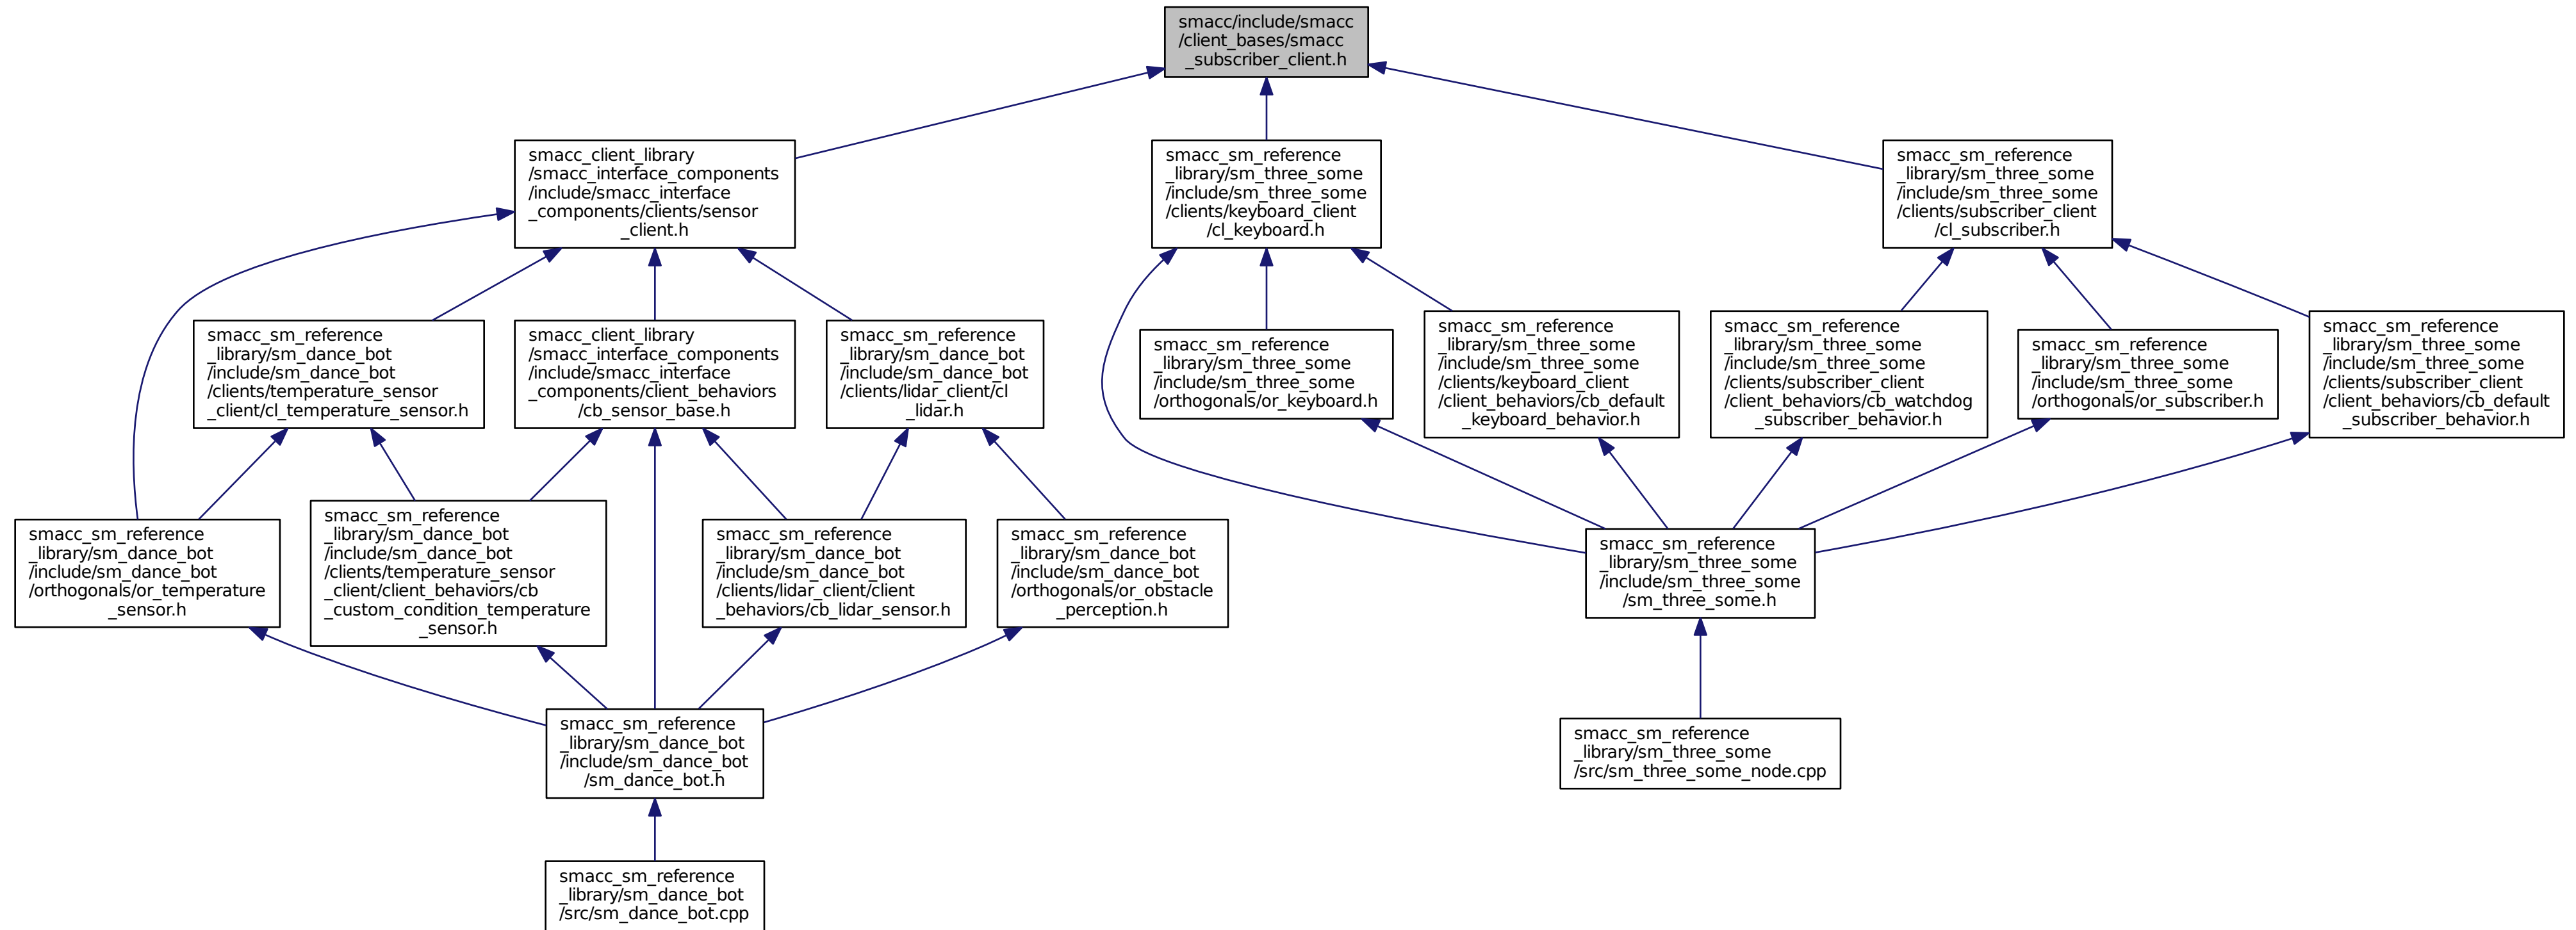 smacc/include/smacc
/client_bases/smacc
_subscriber_client.h
smacc_client_library
/smacc_interface_components
/include/smacc_interface
_components/clients/sensor
_client.h
smacc_sm_reference
_library/sm_three_some
/include/sm_three_some
/clients/keyboard_client
/cl_keyboard.h
smacc_sm_reference
_library/sm_three_some
/include/sm_three_some
/clients/subscriber_client
/cl_subscriber.h
smacc_sm_reference
_library/sm_dance_bot
/include/sm_dance_bot
/clients/temperature_sensor
_client/cl_temperature_sensor.h
smacc_client_library
/smacc_interface_components
/include/smacc_interface
_components/client_behaviors
/cb_sensor_base.h
smacc_sm_reference
_library/sm_dance_bot
/include/sm_dance_bot
/clients/lidar_client/cl
_lidar.h
smacc_sm_reference
_library/sm_three_some
/include/sm_three_some
/orthogonals/or_keyboard.h
smacc_sm_reference
_library/sm_three_some
/include/sm_three_some
/clients/keyboard_client
/client_behaviors/cb_default
_keyboard_behavior.h
smacc_sm_reference
_library/sm_three_some
/include/sm_three_some
/clients/subscriber_client
/client_behaviors/cb_watchdog
_subscriber_behavior.h
smacc_sm_reference
_library/sm_three_some
/include/sm_three_some
/orthogonals/or_subscriber.h
smacc_sm_reference
_library/sm_three_some
/include/sm_three_some
/clients/subscriber_client
/client_behaviors/cb_default
_subscriber_behavior.h
smacc_sm_reference
_library/sm_dance_bot
/include/sm_dance_bot
/orthogonals/or_temperature
_sensor.h
smacc_sm_reference
_library/sm_dance_bot
/include/sm_dance_bot
/clients/temperature_sensor
_client/client_behaviors/cb
_custom_condition_temperature
_sensor.h
smacc_sm_reference
_library/sm_dance_bot
/include/sm_dance_bot
/clients/lidar_client/client
_behaviors/cb_lidar_sensor.h
smacc_sm_reference
_library/sm_dance_bot
/include/sm_dance_bot
/orthogonals/or_obstacle
_perception.h
smacc_sm_reference
_library/sm_three_some
/include/sm_three_some
/sm_three_some.h
smacc_sm_reference
_library/sm_dance_bot
/include/sm_dance_bot
/sm_dance_bot.h
smacc_sm_reference
_library/sm_three_some
/src/sm_three_some_node.cpp
smacc_sm_reference
_library/sm_dance_bot
/src/sm_dance_bot.cpp